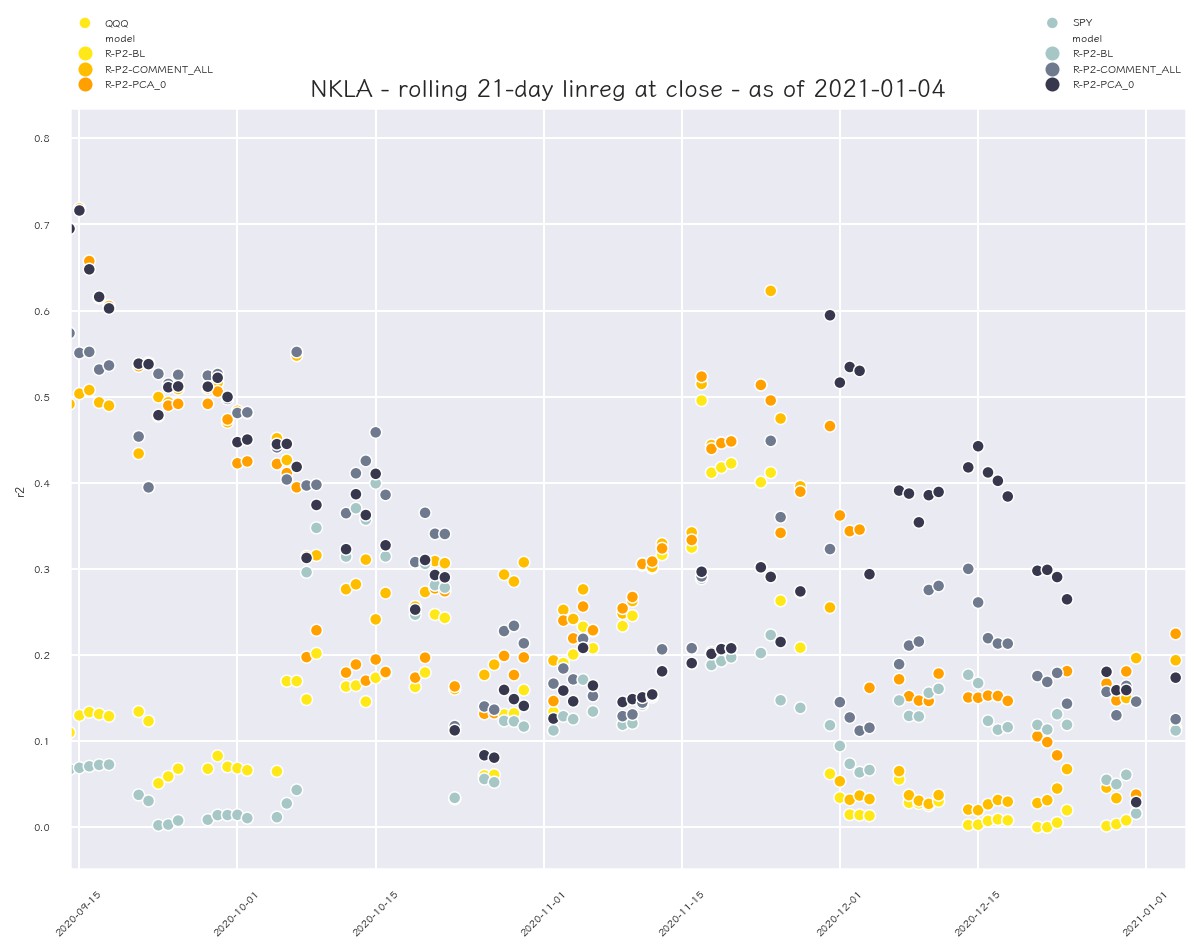 QQQ
model
R-P2-BL
R-P2-COMMENT_ALL
R-P2-PCA_0
SPY
model
R-P2-BL
R-P2-COMMENT_ALL
R-P2-PCA_0
NKLA - rolling 21-day linreg at close - as of 2021-01-04
0.8
0.7
0.6
0.5
0.4
0.3
0.2
0.1
0.0
r2
2020-09-15
2020-10-01
2020-10-15
2020-11-01
2020-11-15
2020-12-01
2020-12-15
2021-01-01